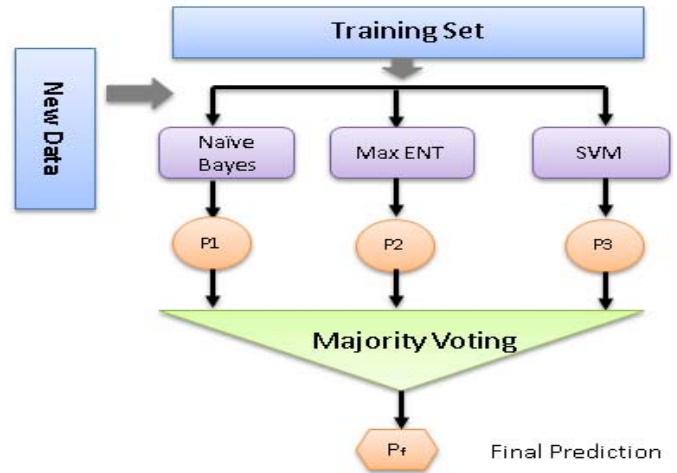 Training Set
New Data
Naïve
Bayes
Max ENT
SVM
P1
P2
P3
Majority Voting
Pf
Final Prediction